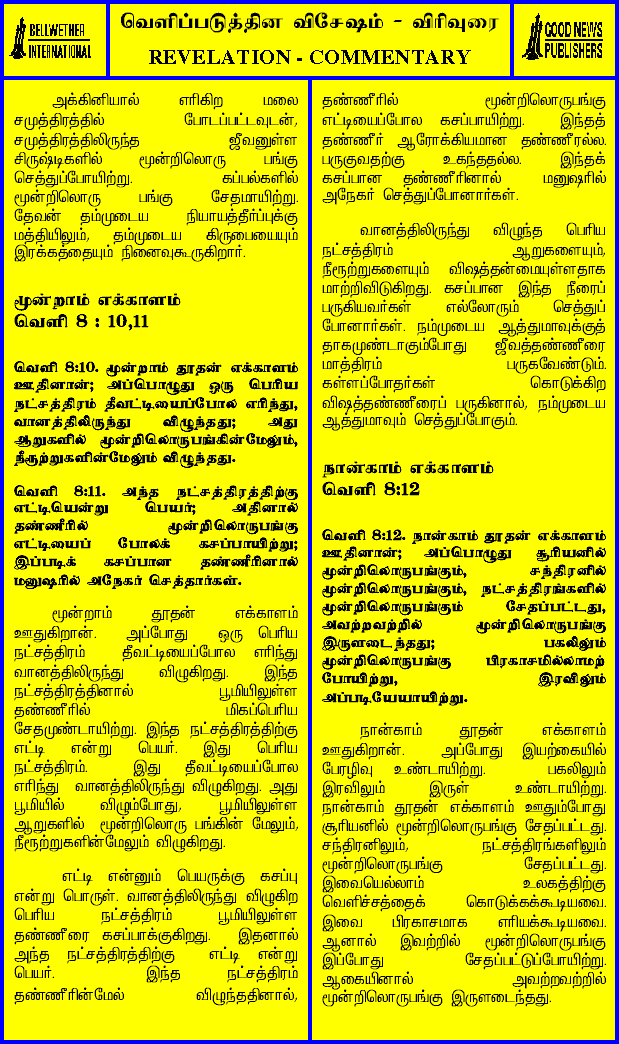 BELLWETHER
INTERNATIONAL
வெளிப்படுத்தின விசேஷம் - விரிவுரை
REVELATION - COMMENTARY
GOOD NEWS
PUBLISHERS
அக்கினியால் எரிகிற மலை
சமுத்திரத்தில் போடப்பட்டவுடன்,
சமுத்திரத்திலிருந்த ஜீவனுள்ள
சிருஷ்டிகளில் மூன்றிலொரு பங்கு
செத்துப்போயிற்று. கப்பல்களில்
மூன்றிலொரு பங்கு சேதமாயிற்று.
தேவன் தம்முடைய நியாயத்தீர்ப்புக்கு
மத்தியிலும், தம்முடைய கிருபையையும்
இரக்கத்தையும் நினைவுகூருகிறார்.
மூன்றாம் எக்காளம்
வெளி 8 : 10,11
வெளி 8:10. மூன்றாம் தூதன் எக்காளம்
ஊதினான்; அப்பொழுது ஒரு பெரிய
நட்சத்திரம் தீவட்டியைப்போல எரிந்து,
வானத்திலிருந்து விழுந்தது; அது
ஆறுகளில் மூன்றிலொருபங்கின்மேலும்,
நீரூற்றுகளின்மேலும் விழுந்தது.
வெளி 8:11. அந்த நட்சத்திரத்திற்கு
எட்டியென்று பெயர்; அதினால்
தண்ணீரில் மூன்றிலொருபங்கு
எட்டியைப் போலக் கசப்பாயிற்று;
இப்படிக் கசப்பான தண்ணீரினால்
மனுஷரில் அநேகர் செத்தார்கள்.
மூன்றாம் தூதன் எக்காளம்
ஊதுகிறான். அப்போது ஒரு பெரிய
நட்சத்திரம் தீவட்டியைப்போல எரிந்து
வானத்திலிருந்து விழுகிறது. இந்த
நட்சத்திரத்தினால் பூமியிலுள்ள
தண்ணீரில் மிகப்பெரிய
சேதமுண்டாயிற்று. இந்த நட்சத்திரத்திற்கு
எட்டி என்று பெயர். இது பெரிய
நட்சத்திரம். இது தீவட்டியைப்போல
எரிந்து வானத்திலிருந்து விழுகிறது. அது
பூமியில் விழும்போது, பூமியிலுள்ள
ஆறுகளில் மூன்றிலொரு பங்கின் மேலும்,
நீரூற்றுகளின்மேலும் விழுகிறது.
எட்டி என்னும் பெயருக்கு கசப்பு
என்று பொருள். வானத்திலிருந்து விழுகிற
பெரிய நட்சத்திரம் பூமியிலுள்ள
தண்ணீரை கசப்பாக்குகிறது. இதனால்
அந்த நட்சத்திரத்திற்கு எட்டி என்று
பெயர். இந்த நட்சத்திரம்
தண்ணீரின்மேல் விழுந்ததினால்,
தண்ணீரில் மூன்றிலொருபங்கு
எட்டியைப்போல கசப்பாயிற்று. இந்தத்
தண்ணீர் ஆரோக்கியமான தண்ணீரல்ல.
பருகுவதற்கு உகந்ததல்ல. இந்தக்
கசப்பான தண்ணீரினால் மனுஷரில்
அநேகர் செத்துப்போனார்கள்.
வானத்திலிருந்து விழுந்த பெரிய
நட்சத்திரம் ஆறுகளையும்,
நீரூற்றுகளையும் விஷத்தன்மையுள்ளதாக
மாற்றிவிடுகிறது. கசப்பான இந்த நீரைப்
பருகியவர்கள் எல்லோரும் செத்துப்
போனார்கள். நம்முடைய ஆத்துமாவுக்குத்
தாகமுண்டாகும்போது ஜீவத்தண்ணீரை
மாத்திரம் பருகவேண்டும்.
கள்ளப்போதர்கள் கொடுக்கிற
விஷத்தண்ணீரைப் பருகினால், நம்முடைய
ஆத்துமாவும் செத்துப்போகும்.
நான்காம் எக்காளம்
வெளி 8:12
வெளி 8:12. நான்காம் தூதன் எக்காளம்
ஊதினான்; அப்பொழுது சூரியனில்
மூன்றிலொருபங்கும், சந்திரனில்
மூன்றிலொருபங்கும், நட்சத்திரங்களில்
மூன்றிலொருபங்கும் சேதப்பட்டது,
அவற்றவற்றில் மூன்றிலொருபங்கு
இருளடைந்தது; பகலிலும்
மூன்றிலொருபங்கு பிரகாசமில்லாமற்
போயிற்று, இரவிலும்
அப்படியேயாயிற்று.
நான்காம் தூதன் எக்காளம்
ஊதுகிறான். அப்போது இயற்கையில்
பேரழிவு உண்டாயிற்று. பகலிலும்
இரவிலும் இருள் உண்டாயிற்று.
நான்காம் தூதன் எக்காளம் ஊதும்போது
சூரியனில் மூன்றிலொருபங்கு சேதப்பட்டது.
சந்திரனிலும், நட்சத்திரங்களிலும்
மூன்றிலொருபங்கு சேதப்பட்டது.
இவையெல்லாம் உலகத்திற்கு
வெளிச்சத்தைக் கொடுக்கக்கூடியவை.
இவை பிரகாசமாக எரியக்கூடியவை.
ஆனால் இவற்றில் மூன்றிலொருபங்கு
இப்போது சேதப்பட்டுப்போயிற்று.
ஆகையினால் அவற்றவற்றில்
மூன்றிலொருபங்கு இருளடைந்தது.